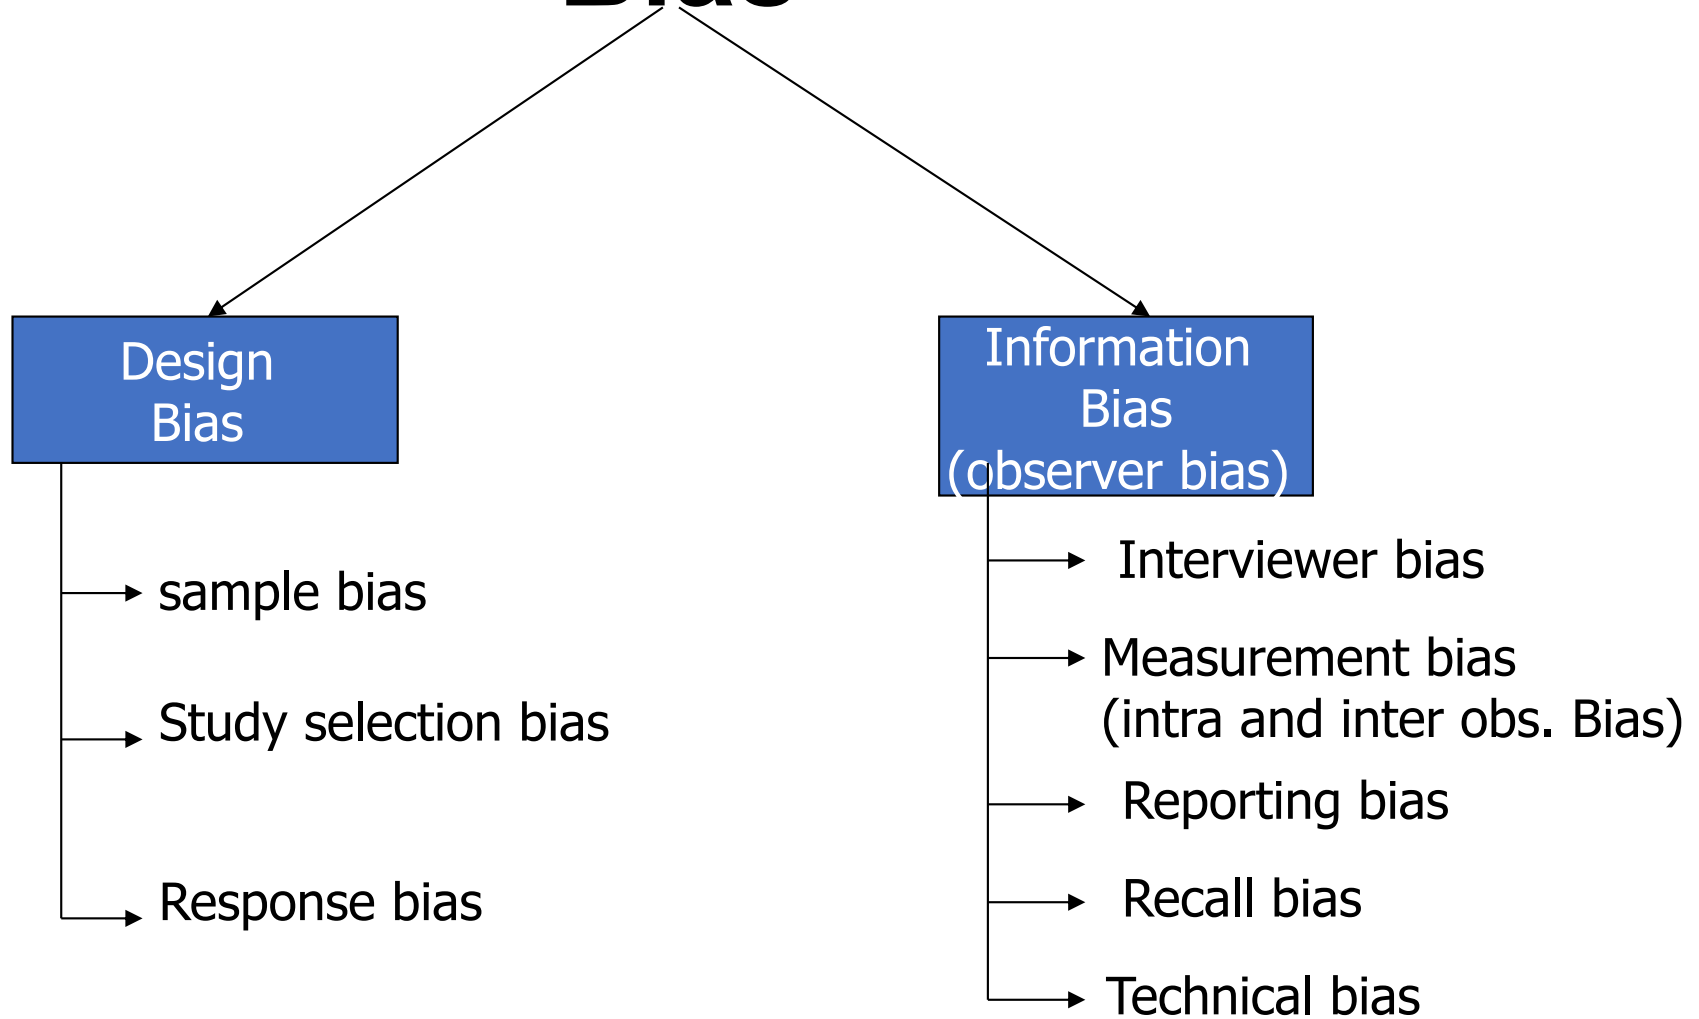 Bias
Design
Bias
sample bias
Study selection bias
Response bias
Information
Bias
(observer bias)
Interviewer bias
Measurement bias
(intra and inter obs. Bias)
Reporting bias
Recall bias
Technical bias